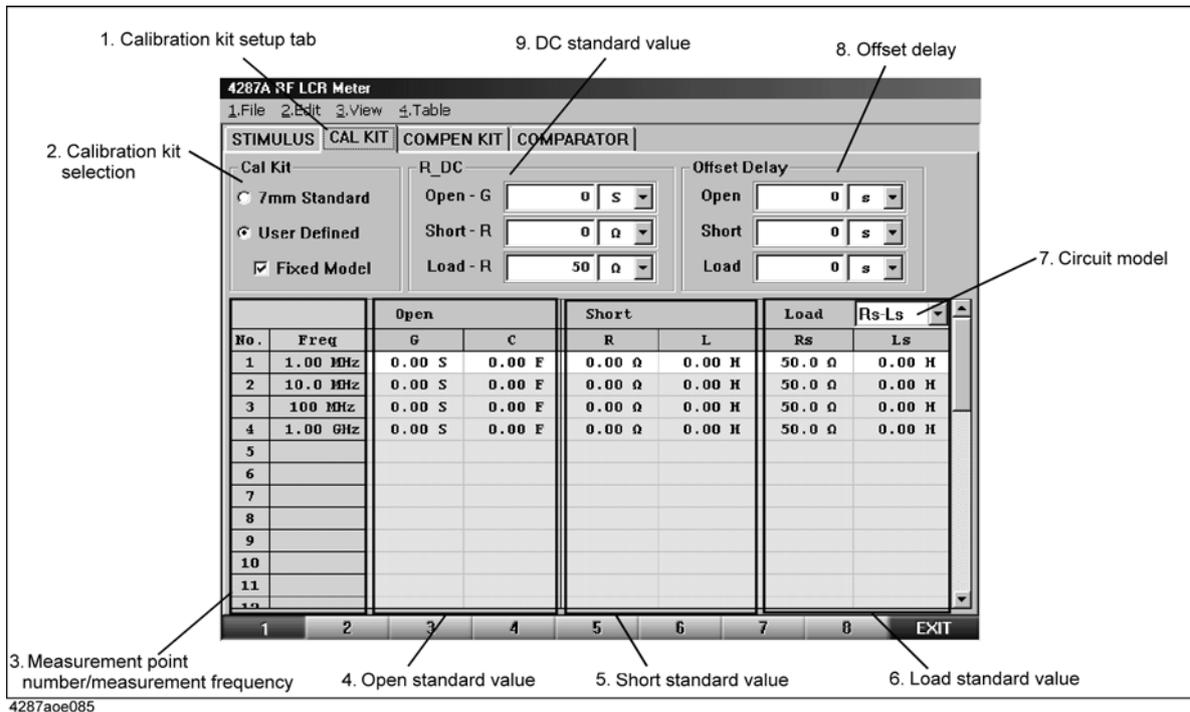 1. Calibration kit setup tab
9. DC standard value
8. Offset delay
4287A RF LCR Meter
1.File 2.Edit 3.View 4.Table
STIMULUS CAL KIT COMPEN KIT COMPARATOR
2. Calibration kit
selection
Cal Kit R_DC Offset Delay
7mm Standard Open - G 0 S Open 0 s
User Defined Short - R 0 Ω Short 0 s
Fixed Model Load - R 50 Ω Load 0 s
7. Circuit model
Open Short Load Rs-Ls
No. Freq G C R L Rs Ls
1 1.00 MHz 0.00 S 0.00 F 0.00 Ω 0.00 H 50.0 Ω 0.00 H
2 10.0 MHz 0.00 S 0.00 F 0.00 Ω 0.00 H 50.0 Ω 0.00 H
3 100 MHz 0.00 S 0.00 F 0.00 Ω 0.00 H 50.0 Ω 0.00 H
4 1.00 GHz 0.00 S 0.00 F 0.00 Ω 0.00 H 50.0 Ω 0.00 H
5
6
7
8
9
10
11
12
1 2 3 4 5 6 7 8 EXIT
3. Measurement point
number/measurement frequency
4. Open standard value
5. Short standard value
6. Load standard value
4287aoe085